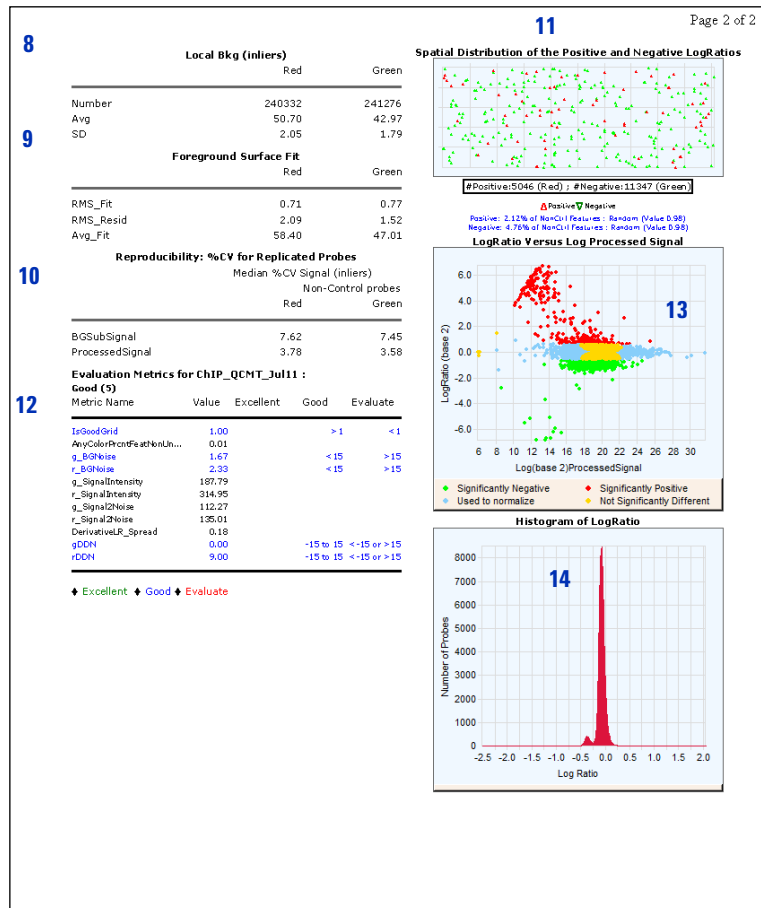 Page 2 of 2
8
Local Bkg (inliers)
Red Green
Number 240332 241276
Avg 50.70 42.97
SD 2.05 1.79
9
Foreground Surface Fit
Red Green
RMS_Fit 0.71 0.77
RMS_Resid 2.09 1.52
Avg_Fit 58.40 47.01
10
Reproducibility: %CV for Replicated Probes
Median %CV Signal (inliers)
Non-Control probes
Red Green
BGSubSignal 7.62 7.45
ProcessedSignal 3.78 3.58
12
Evaluation Metrics for ChIP_QCMT_Jul11 :
Good (5)
Metric Name Value Excellent Good Evaluate
IsGoodGrid 1.00 >1 <1
AnyColorPrcntFeatNonUn... 0.01
g_BGNoise 1.67 <15 >15
r_BGNoise 2.33 <15 >15
g_SignalIntensity 187.79
r_SignalIntensity 314.95
g_Signal2Noise 112.27
r_Signal2Noise 135.01
DerivativeLR_Spread 0.18
gDDN 0.00 -15 to 15 <-15 or >15
rDDN 9.00 -15 to 15 <-15 or >15
♦ Excellent ♦ Good ♦ Evaluate
11
Spatial Distribution of the Positive and Negative LogRatios
#Positive:5046 (Red) ; #Negative:11347 (Green)
Positive Negative
Positive: 2.12% of NonCtrl Features : Random (Value 0.98)
Negative: 4.76% of NonCtrl Features : Random (Value 0.98)
LogRatio Versus Log Processed Signal
13
LogRatio (base 2)
6.0
4.0
2.0
0.0
-2.0
-4.0
-6.0
6 8 10 12 14 16 18 20 22 24 26 28 30
Log(base 2)ProcessedSignal
Significantly Negative Significantly Positive
Used to normalize Not Significantly Different
Histogram of LogRatio
14
Number of Probes
8000
7000
6000
5000
4000
3000
2000
1000
0
-2.5 -2.0 -1.5 -1.0 -0.5 0.0 0.5 1.0 1.5 2.0
Log Ratio